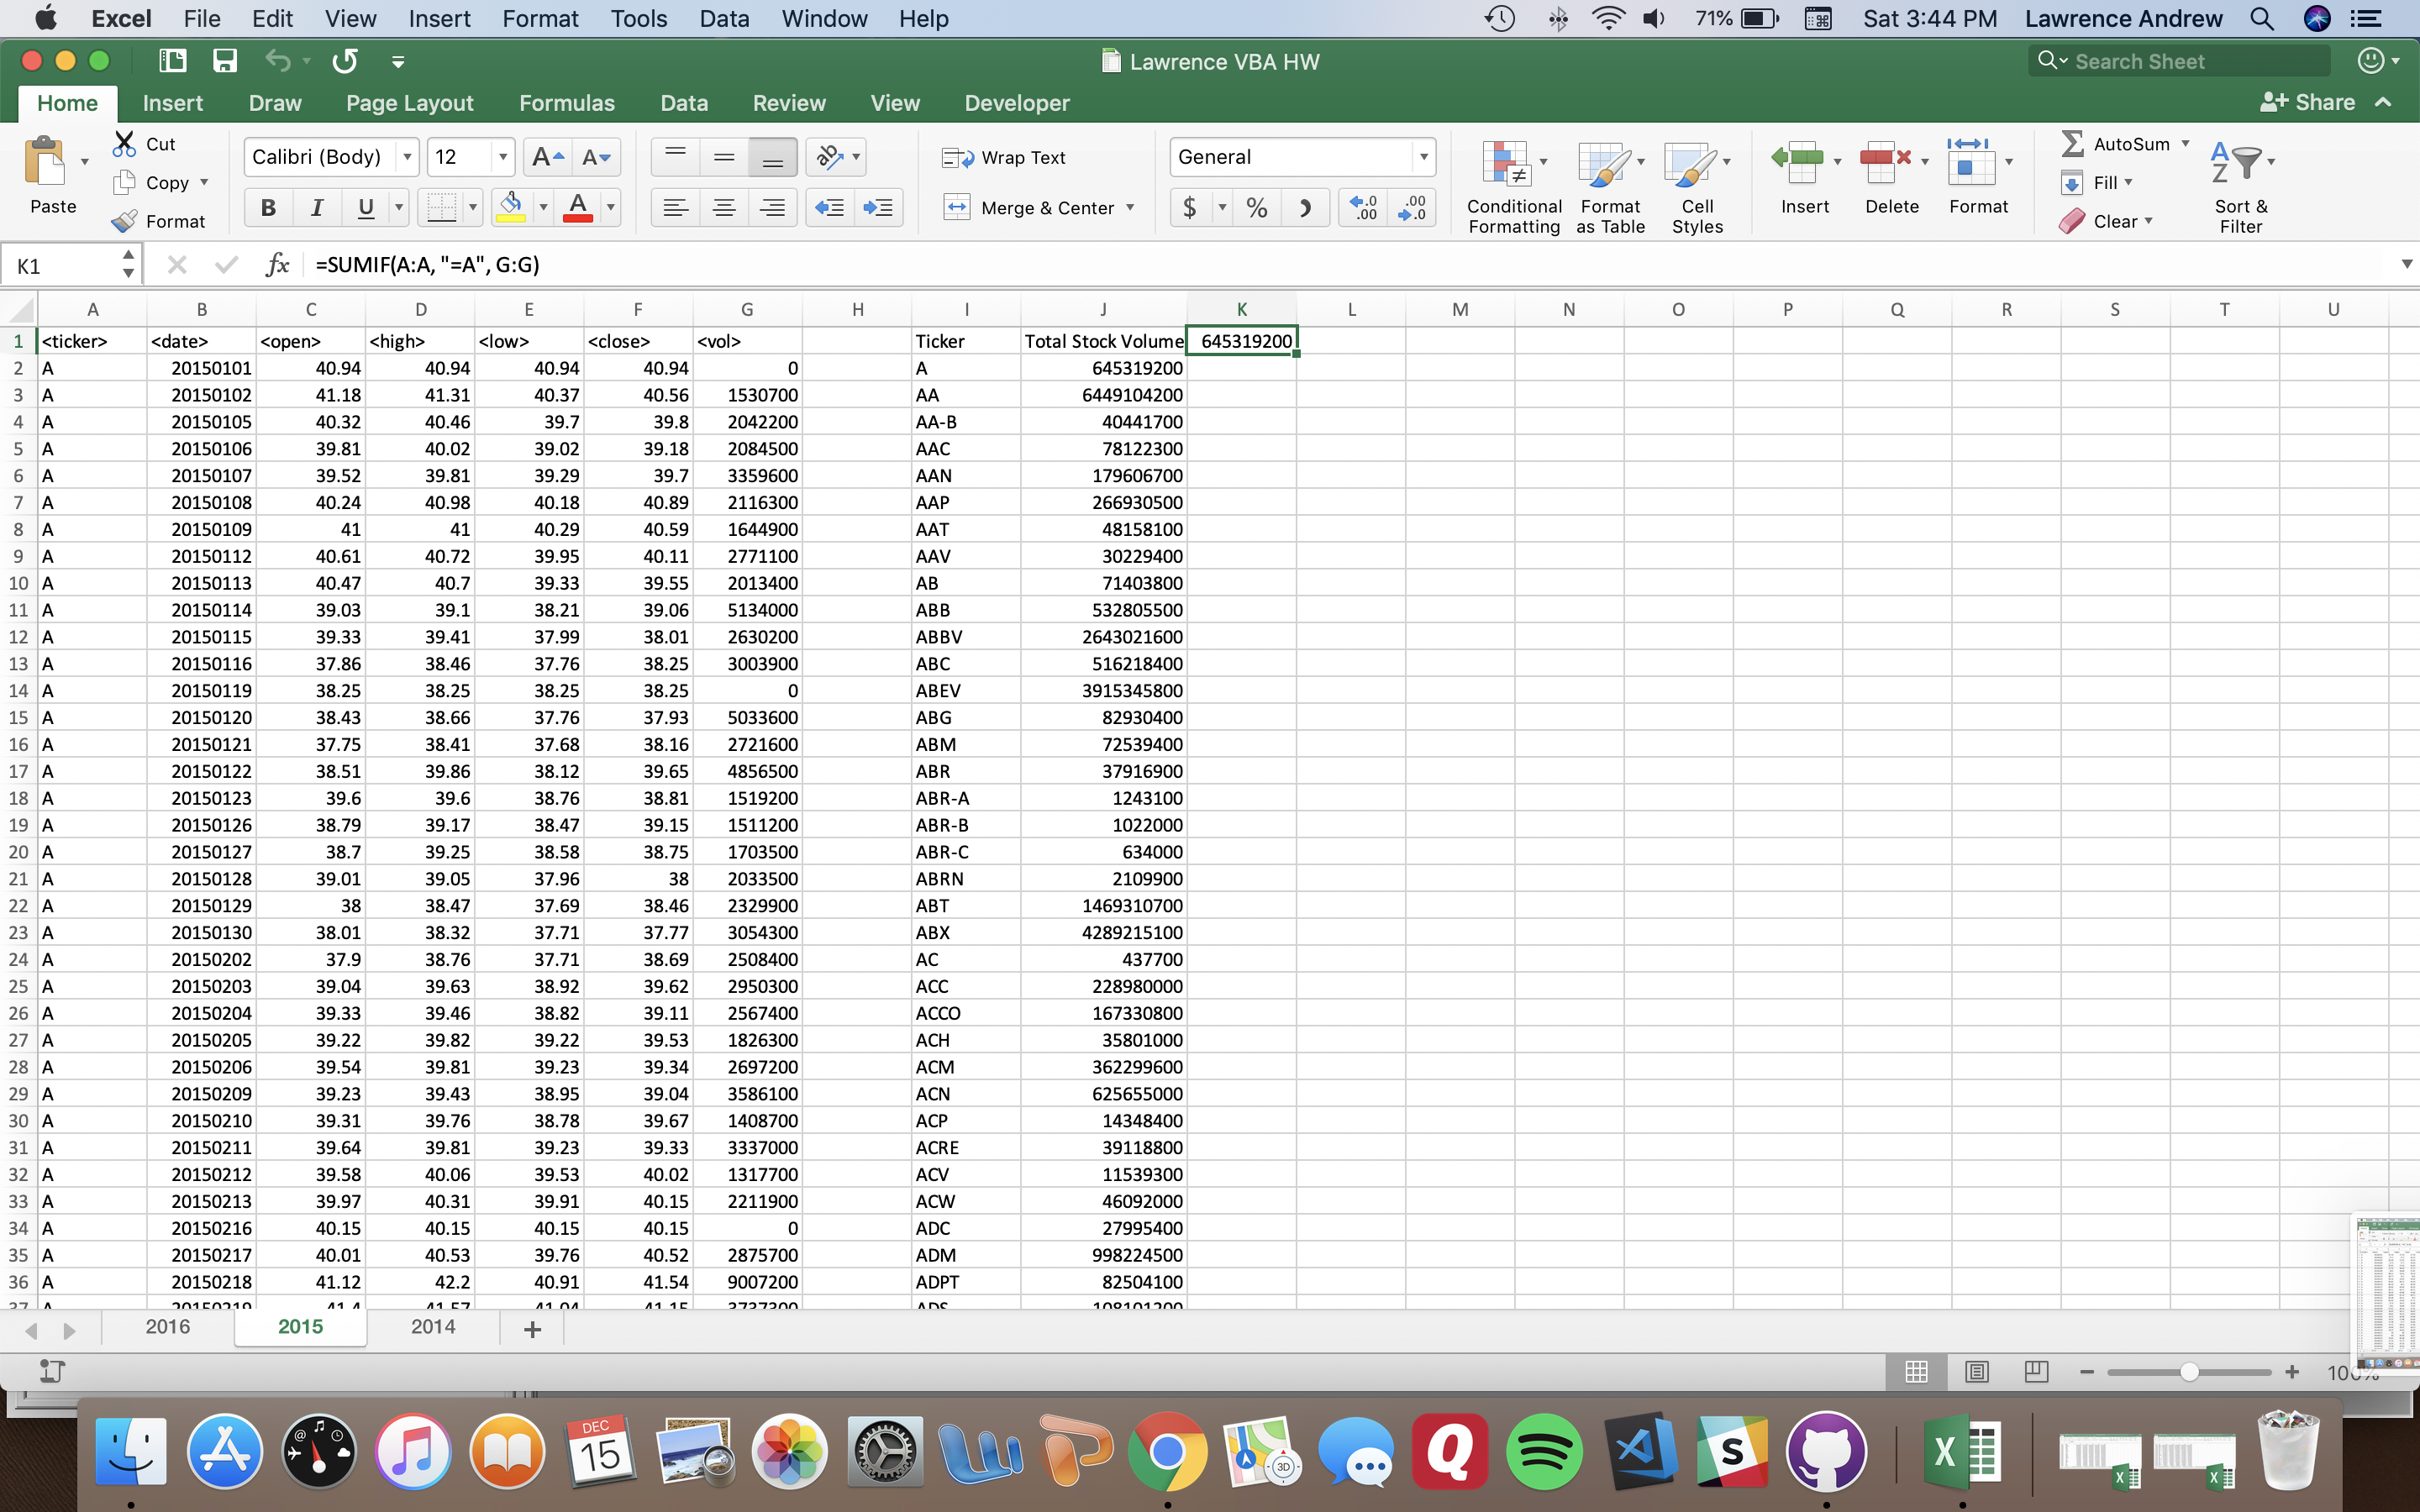 Excel File Edit View Insert Format Tools Data Window Help 71% Sat 3:44 PM Lawrence Andrew
Lawrence VBA HW Search Sheet
Home Insert Draw Page Layout Formulas Data Review View Developer Share
Paste Cut Copy Format
Calibri (Body) 12 A A
B I U A
ab Wrap Text
Merge & Center
General
$ % .0 .00 .00 .0
Conditional Formatting Format as Table Cell Styles Insert Delete Format
AutoSum Fill Clear A Z Sort & Filter
K1 fx =SUMIF(A:A, "=A", G:G)
A B C D E F G H I J K L M N O P Q R S T U
1 <ticker> <date> <open> <high> <low> <close> <vol> Ticker Total Stock Volume 645319200
2 A 20150101 40.94 40.94 40.94 40.94 0 A 645319200
3 A 20150102 41.18 41.31 40.37 40.56 1530700 AA 6449104200
4 A 20150105 40.32 40.46 39.7 39.8 2042200 AA-B 40441700
5 A 20150106 39.81 40.02 39.02 39.18 2084500 AAC 78122300
6 A 20150107 39.52 39.81 39.29 39.7 3359600 AAN 179606700
7 A 20150108 40.24 40.98 40.18 40.89 2116300 AAP 266930500
8 A 20150109 41 41 40.29 40.59 1644900 AAT 48158100
9 A 20150112 40.61 40.72 39.95 40.11 2771100 AAV 30229400
10 A 20150113 40.47 40.7 39.33 39.55 2013400 AB 71403800
11 A 20150114 39.03 39.1 38.21 39.06 5134000 ABB 532805500
12 A 20150115 39.33 39.41 37.99 38.01 2630200 ABBV 2643021600
13 A 20150116 37.86 38.46 37.76 38.25 3003900 ABC 516218400
14 A 20150119 38.25 38.25 38.25 38.25 0 ABEV 3915345800
15 A 20150120 38.43 38.66 37.76 37.93 5033600 ABG 82930400
16 A 20150121 37.75 38.41 37.68 38.16 2721600 ABM 72539400
17 A 20150122 38.51 39.86 38.12 39.65 4856500 ABR 37916900
18 A 20150123 39.6 39.6 38.76 38.81 1519200 ABR-A 1243100
19 A 20150126 38.79 39.17 38.47 39.15 1511200 ABR-B 1022000
20 A 20150127 38.7 39.25 38.58 38.75 1703500 ABR-C 634000
21 A 20150128 39.01 39.05 37.96 38 2033500 ABRN 2109900
22 A 20150129 38 38.47 37.69 38.46 2329900 ABT 1469310700
23 A 20150130 38.01 38.32 37.71 37.77 3054300 ABX 4289215100
24 A 20150202 37.9 38.76 37.71 38.69 2508400 AC 437700
25 A 20150203 39.04 39.63 38.92 39.62 2950300 ACC 228980000
26 A 20150204 39.33 39.46 38.82 39.11 2567400 ACCO 167330800
27 A 20150205 39.22 39.82 39.22 39.53 1826300 ACH 35801000
28 A 20150206 39.54 39.81 39.23 39.34 2697200 ACM 362299600
29 A 20150209 39.23 39.43 38.95 39.04 3586100 ACN 625655000
30 A 20150210 39.31 39.76 38.78 39.67 1408700 ACP 14348400
31 A 20150211 39.64 39.81 39.23 39.33 3337000 ACRE 39118800
32 A 20150212 39.58 40.06 39.53 40.02 1317700 ACV 11539300
33 A 20150213 39.97 40.31 39.91 40.15 2211900 ACW 46092000
34 A 20150216 40.15 40.15 40.15 40.15 0 ADC 27995400
35 A 20150217 40.01 40.53 39.76 40.52 2875700 ADM 998224500
36 A 20150218 41.12 42.2 40.91 41.54 9007200 ADPT 82504100
37 A 20150219 41.4 41.57 41.04 41.15 3737300 ADS 108101200
2016 2015 2014
100%
DEC 15 3D Q S X